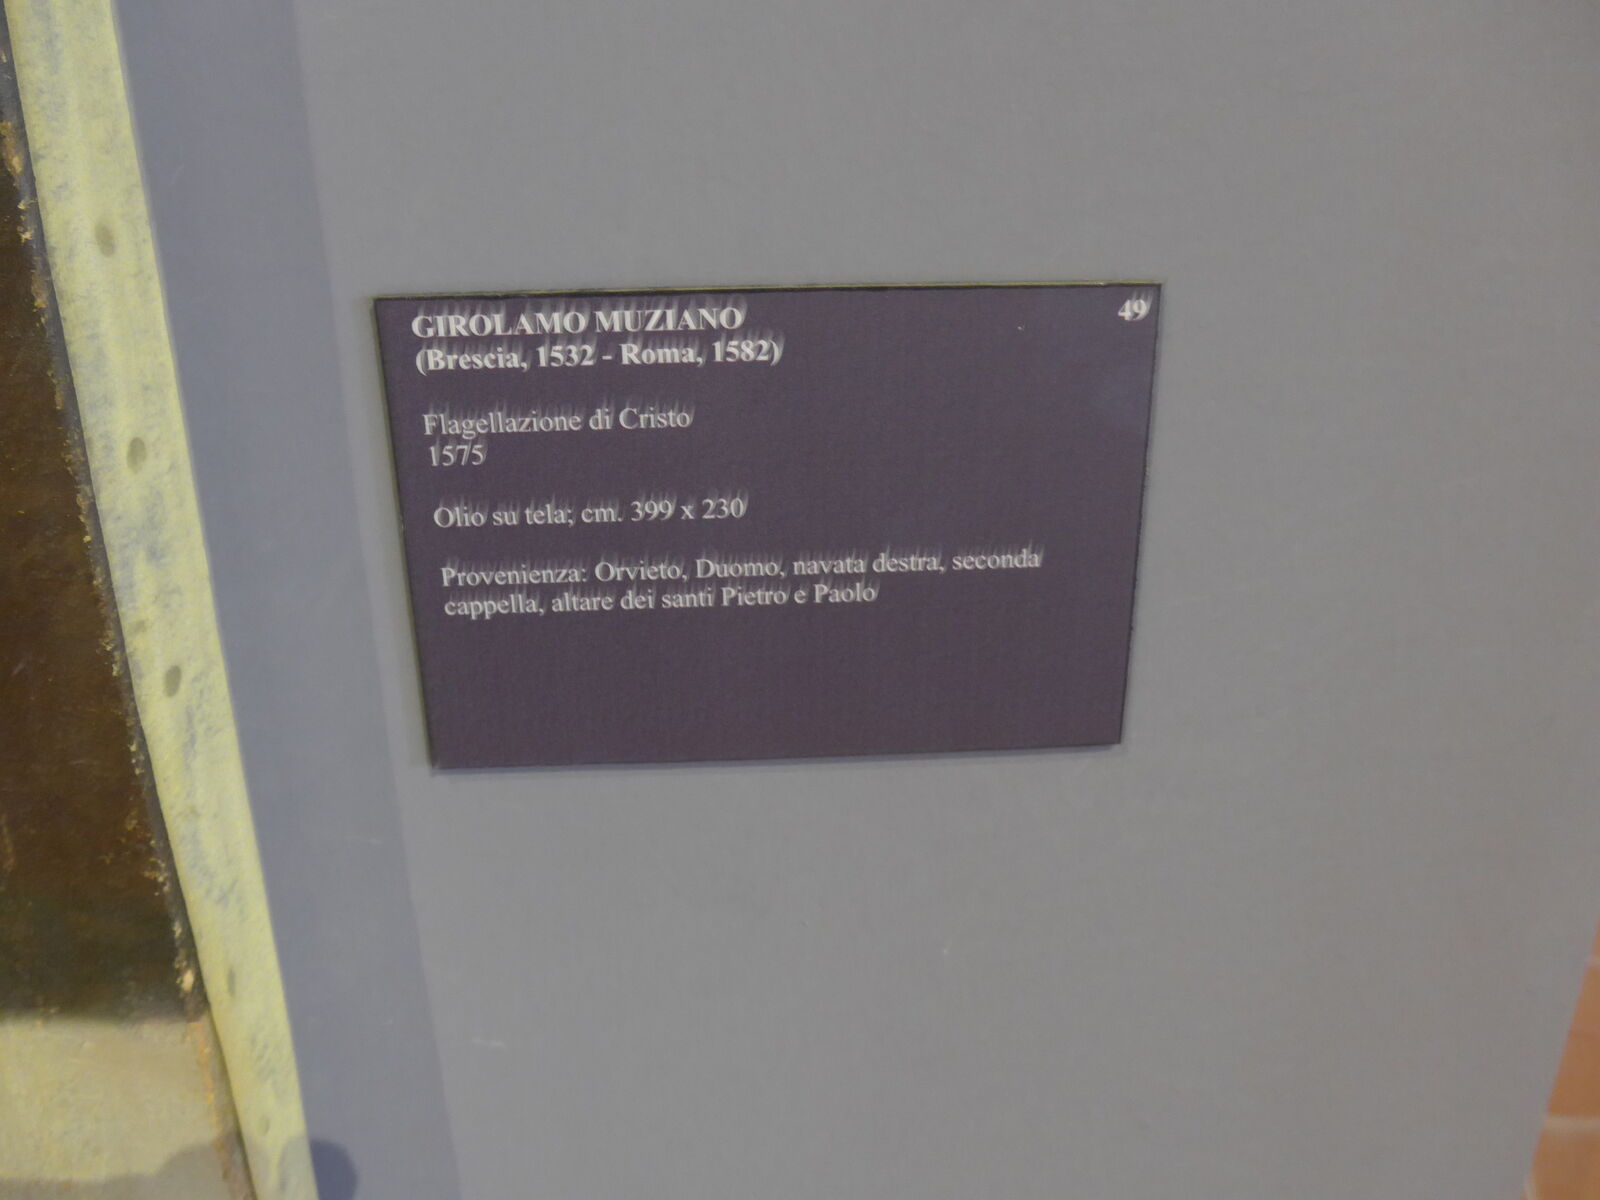 GIROLAMO MUZIANO
49
(Brescia, 1532 - Roma, 1582)
Flagellazione di Cristo
1575
Olio su tela; cm. 399 x 230
Provenienza: Orvieto, Duomo, navata destra, seconda
cappella, altare dei santi Pietro e Paolo